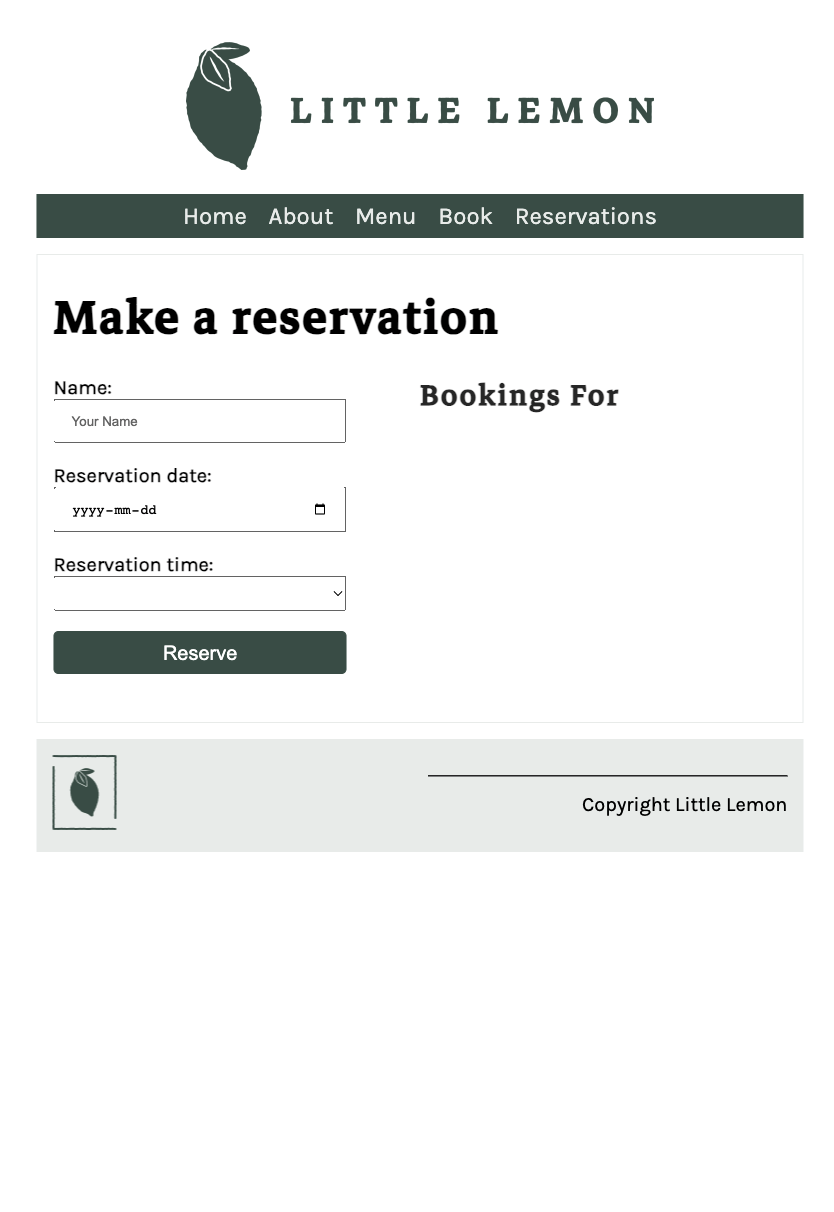 LITTLE LEMON
Home About Menu Book Reservations
Make a reservation
Name:
Your Name
Reservation date:
yyyy-mm-dd
Reservation time:
Reserve
Bookings For
Copyright Little Lemon